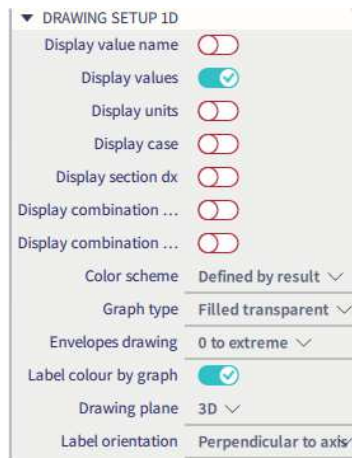 DRAWING SETUP 1D
Display value name
Display values
Display units
Display case
Display section dx
Display combination ...
Display combination ...
Color scheme Defined by result
Graph type Filled transparent
Envelopes drawing 0 to extreme
Label colour by graph
Drawing plane 3D
Label orientation Perpendicular to axis